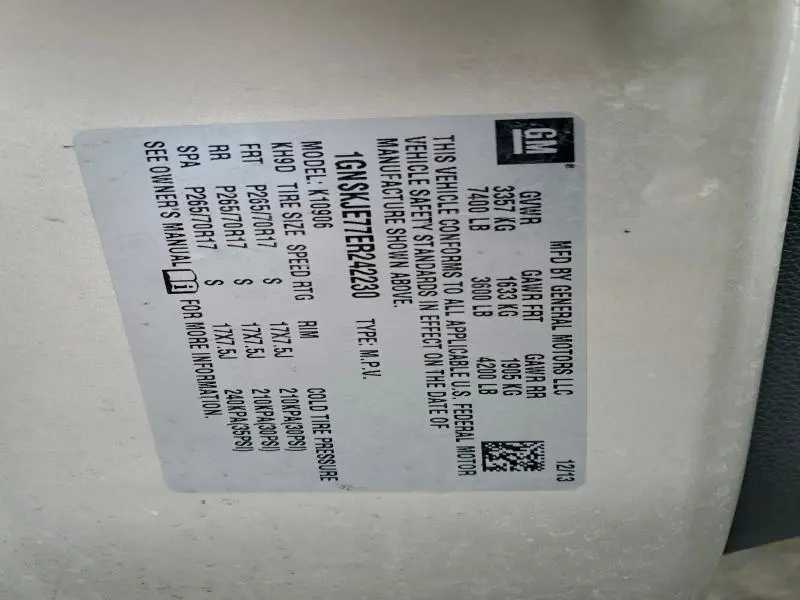 GM®
MFD BY GENERAL MOTORS LLC 12/13
GVWR GAWR FRT GAWR RR
3357 KG 1633 KG 1905 KG
7400 LB 3600 LB 4200 LB
THIS VEHICLE CONFORMS TO ALL APPLICABLE U.S. FEDERAL MOTOR
VEHICLE SAFETY STANDARDS IN EFFECT ON THE DATE OF
MANUFACTURE SHOWN ABOVE.
1GNSKJE77ER242230 TYPE: M.P.V.
MODEL: K10906
KH9D TIRE SIZE SPEED RTG RIM COLD TIRE PRESSURE
FRT P265/70R17 S 17X7.5J 210KPA(30PSI)
RR P265/70R17 S 17X7.5J 210KPA(30PSI)
SPA P265/70R17 S 17X7.5J 240KPA(35PSI)
SEE OWNER'S MANUAL FOR MORE INFORMATION.